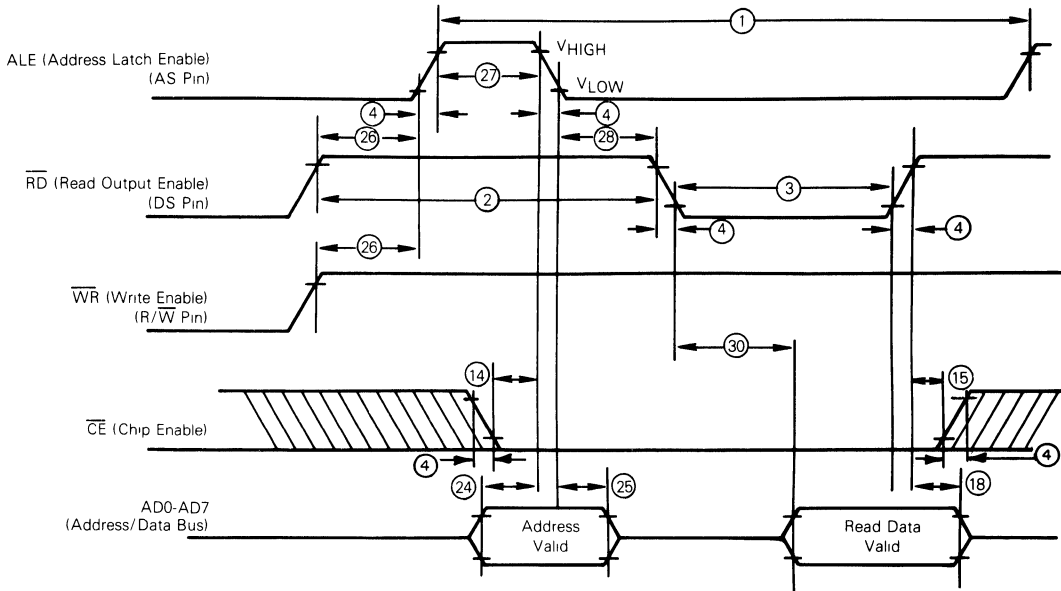 ①
ALE (Address Latch Enable)
(AS Pin)
VHIGH
㉗
VLOW
④
④
㉖
㉘
RD (Read Output Enable)
(DS Pin)
②
③
④
④
㉖
WR (Write Enable)
(R/W Pin)
㉚
⑭
⑮
CE (Chip Enable)
④
④
㉔
㉕
⑱
AD0-AD7
(Address/Data Bus)
Address
Valid
Read Data
Valid